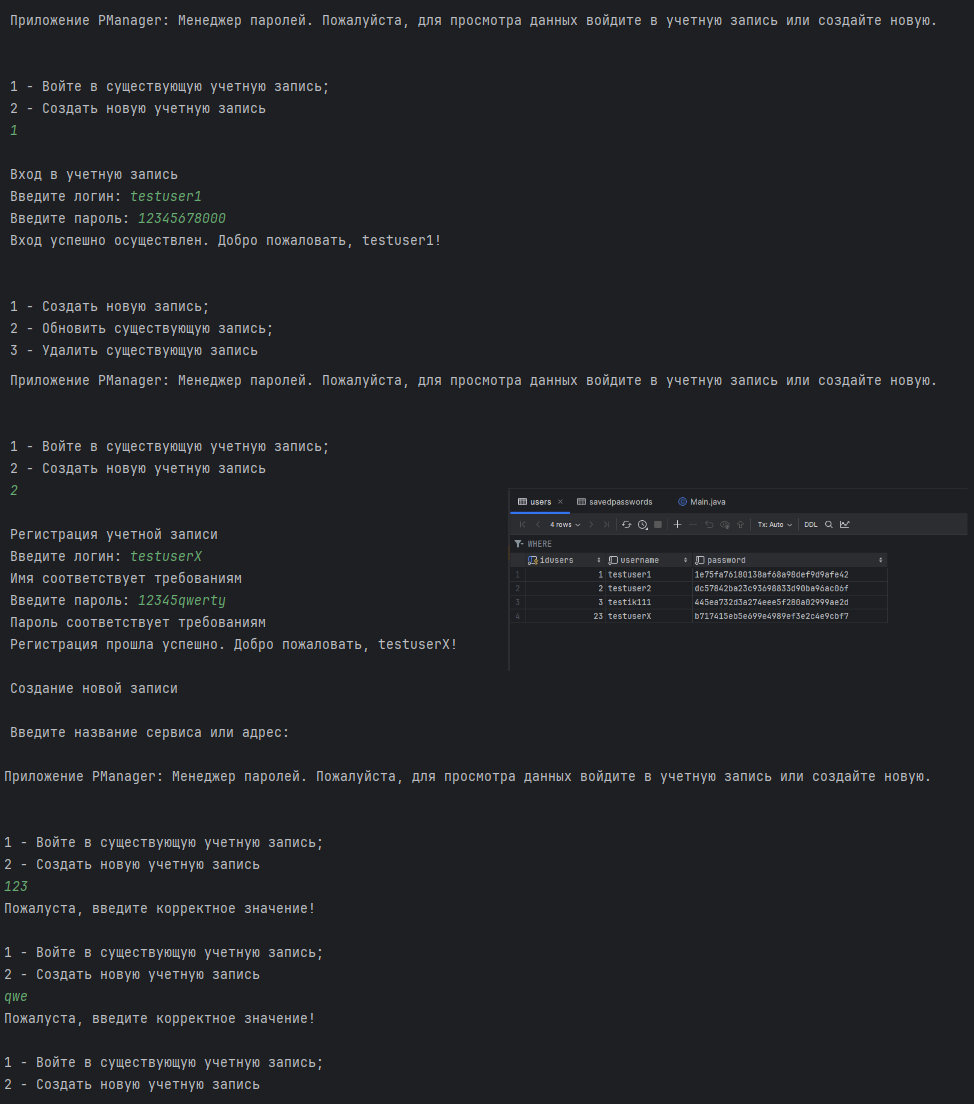 Приложение PManager: Менеджер паролей. Пожалуйста, для просмотра данных войдите в учетную запись или создайте новую.
1 - Войте в существующую учетную запись;
2 - Создать новую учетную запись
1
Вход в учетную запись
Введите логин: testuser1
Введите пароль: 12345678000
Вход успешно осуществлен. Добро пожаловать, testuser1!
1 - Создать новую запись;
2 - Обновить существующую запись;
3 - Удалить существующую запись
Приложение PManager: Менеджер паролей. Пожалуйста, для просмотра данных войдите в учетную запись или создайте новую.
1 - Войте в существующую учетную запись;
2 - Создать новую учетную запись
2
Регистрация учетной записи
Введите логин: testuserX
Имя соответствует требованиям
Введите пароль: 12345qwerty
Пароль соответствует требованиям
Регистрация прошла успешно. Добро пожаловать, testuserX!
Создание новой записи
Введите название сервиса или адрес:
users savedpasswords Main.java
4 rows Tx: Auto DDL
WHERE
idusers username password
1 1 testuser1 1e75fa76180138af68a98def9d9afe42
2 2 testuser2 dc57842ba23c93698833d90ba96ac06f
3 3 testik111 445ea732d3a274eee5f280a02999ae2d
4 23 testuserX b717415eb5e699e4989ef3e2c4e9cbf7
Приложение PManager: Менеджер паролей. Пожалуйста, для просмотра данных войдите в учетную запись или создайте новую.
1 - Войте в существующую учетную запись;
2 - Создать новую учетную запись
123
Пожалуста, введите корректное значение!
1 - Войте в существующую учетную запись;
2 - Создать новую учетную запись
qwe
Пожалуста, введите корректное значение!
1 - Войте в существующую учетную запись;
2 - Создать новую учетную запись